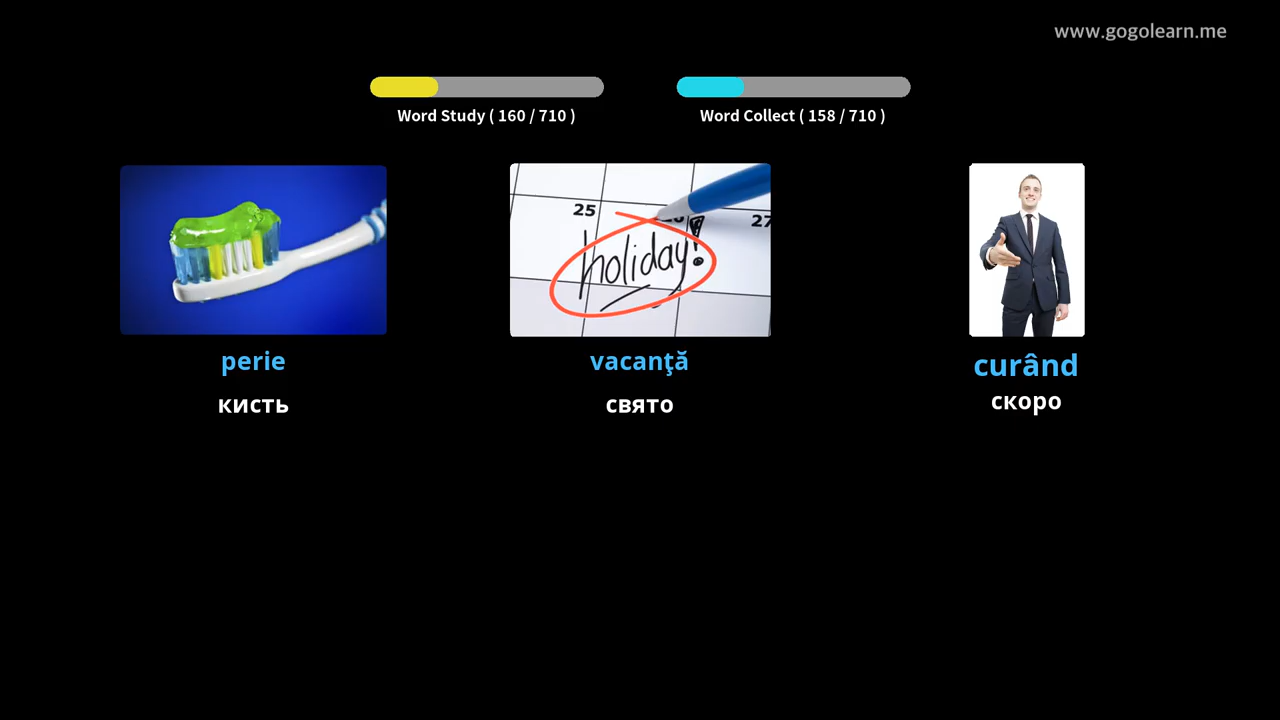 www.gogolearn.me
Word Study ( 160 / 710 )
Word Collect ( 158 / 710 )
25
27
holiday!
perie
vacanţă
curând
кисть
свято
скоро